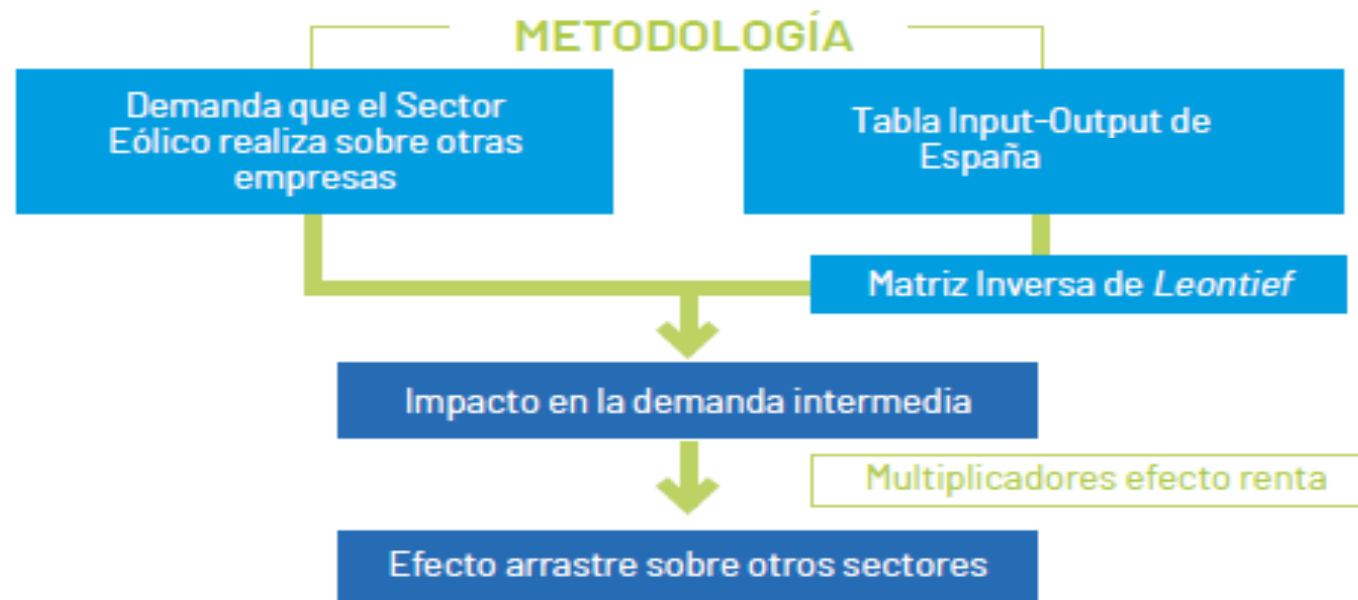 METODOLOGÍA
Demanda que el Sector
Eólico realiza sobre otras
empresas
Tabla Input-Output de
España
Matriz Inversa de Leontief
Impacto en la demanda intermedia
Multiplicadores efecto renta
Efecto arrastre sobre otros sectores